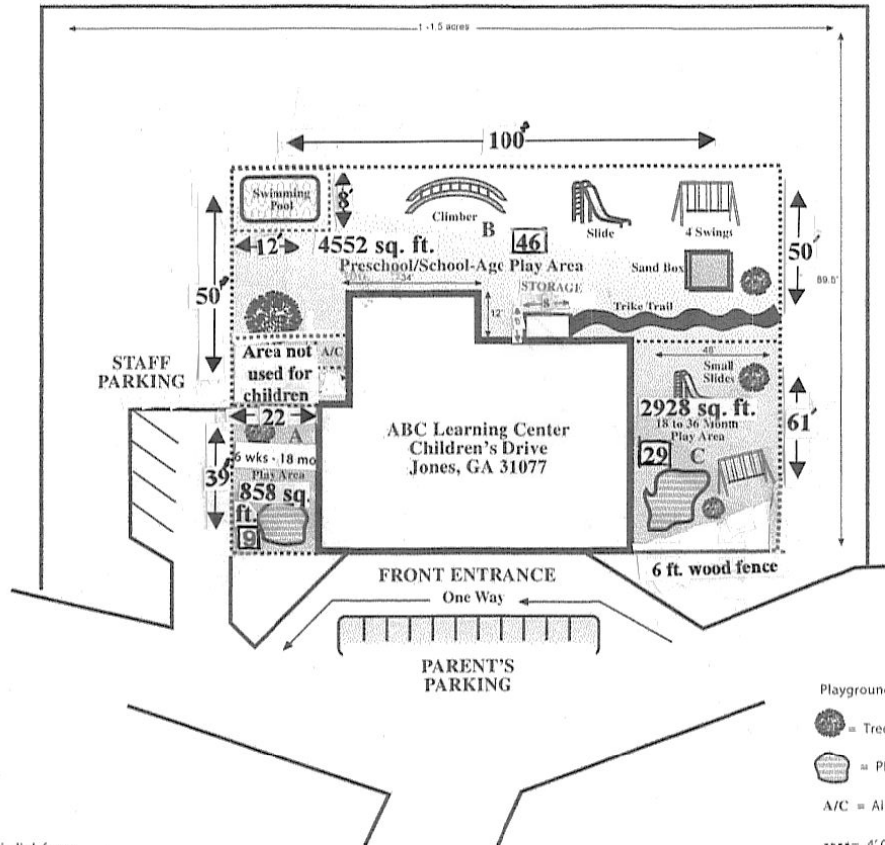 1 -1.5 acres
100'
Swimming
Pool
8'
Climber
B
46
Slide
4 Swings
12'
4552 sq. ft.
Preschool/School-Age Play Area
Sand Box
50'
50'
89.5'
34'
STORAGE
8
12'
Trike Trail
STAFF
PARKING
Area not
used for
children
A/C
48'
Small
Slides
22
A
6 wks - 18 mo
Play Area
858 sq.
ft.
9
39'
ABC Learning Center
Children's Drive
Jones, GA 31077
2928 sq. ft.
18 to 36 Month
Play Area
29
C
61'
6 ft. wood fence
FRONT ENTRANCE
One Way
PARENT'S
PARKING
Playground
= Tree
= Pl
A/C = Ai
= 4'